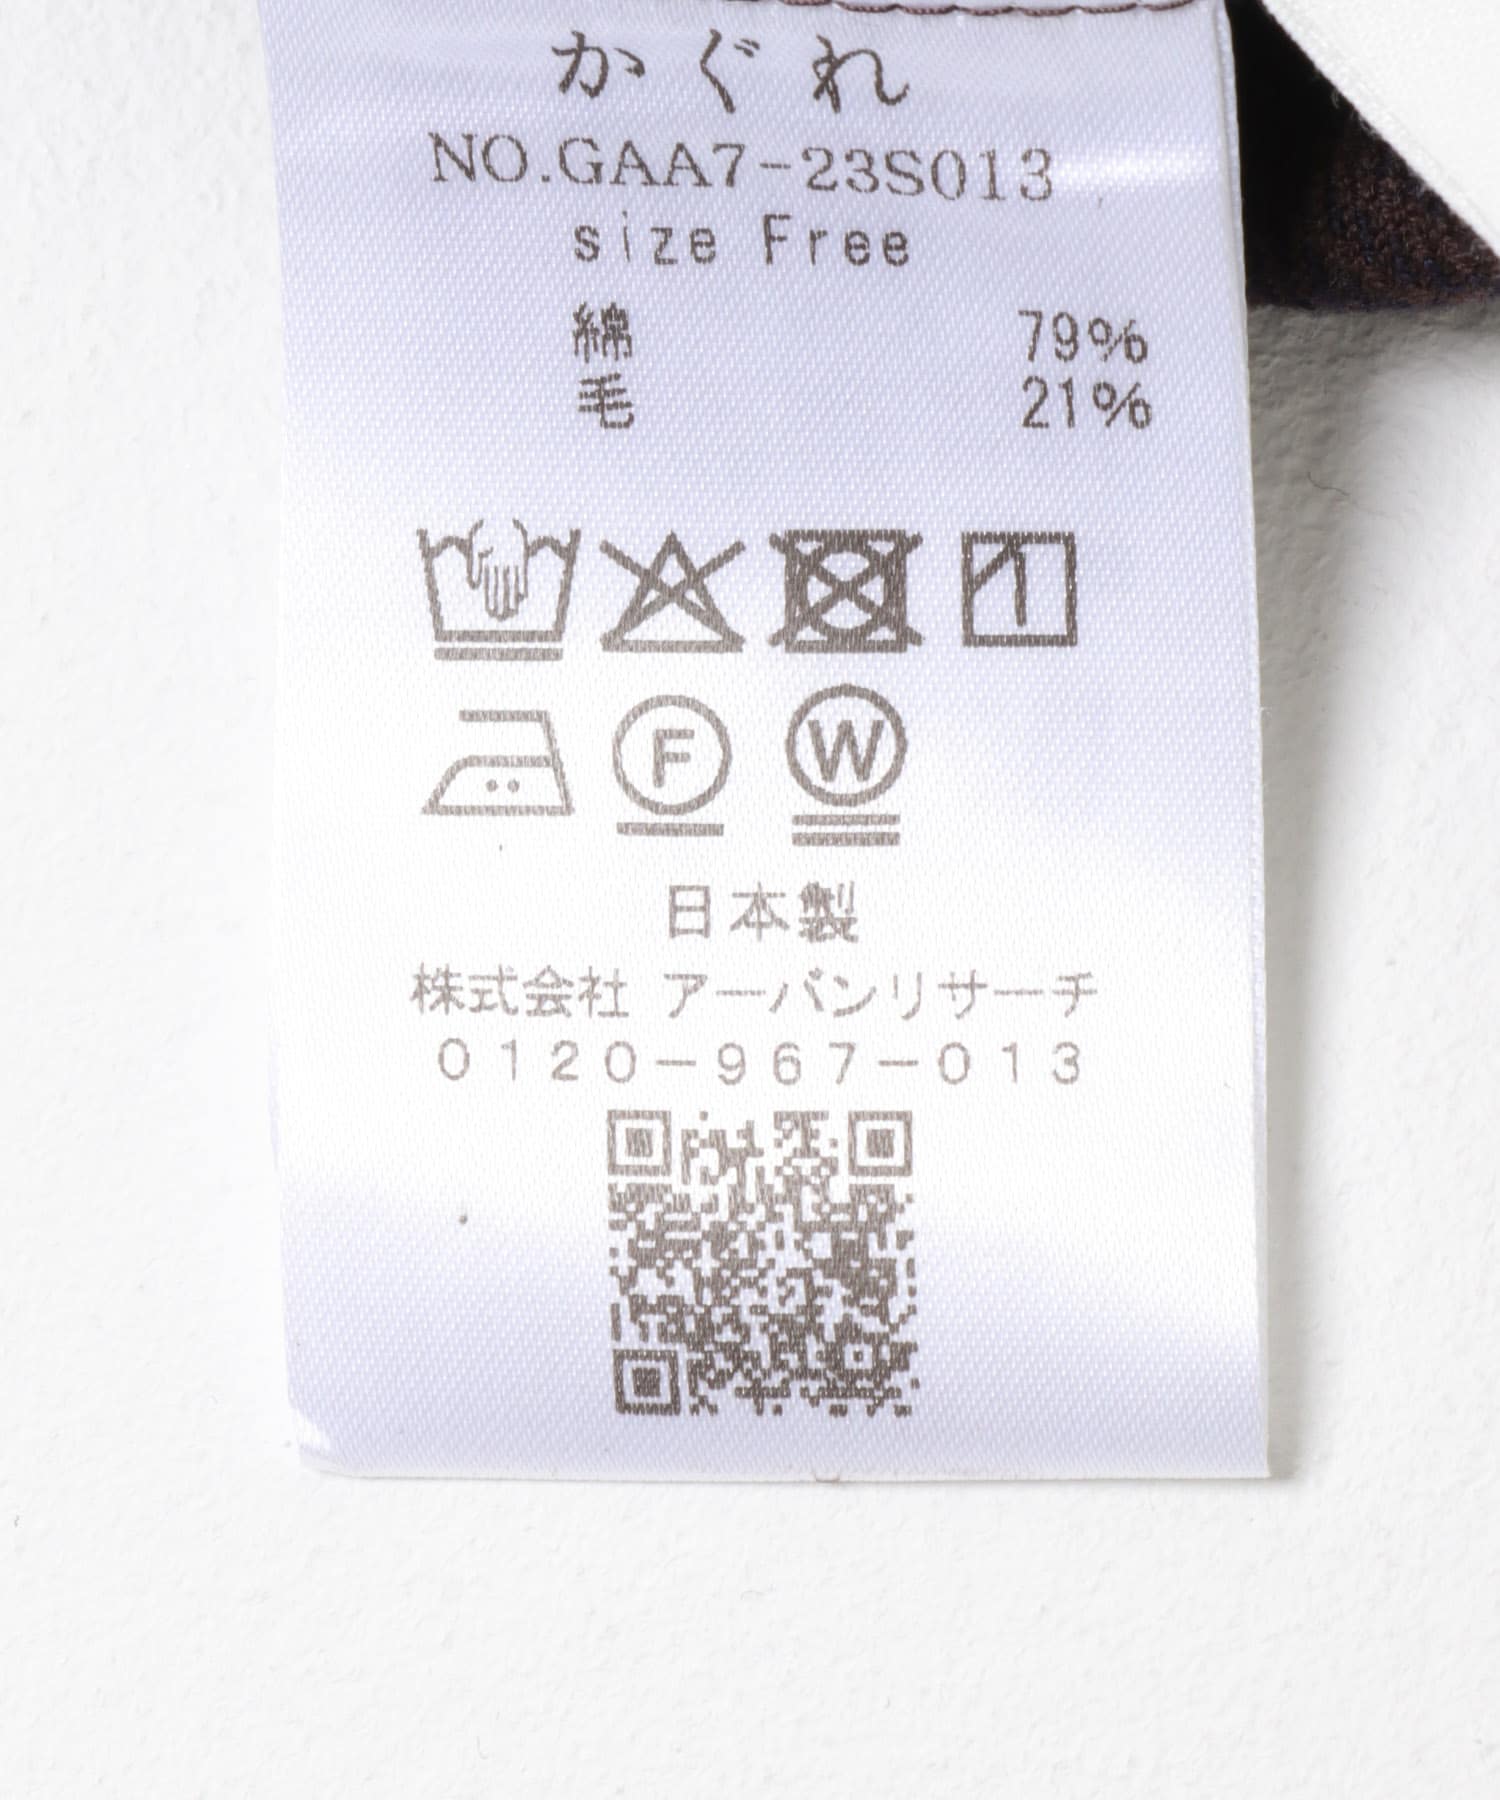 かぐれ
NO.GAA7-23S013
size Free
綿 79%
毛 21%
F W
日本製
株式会社 アーバンリサーチ
0120-967-013